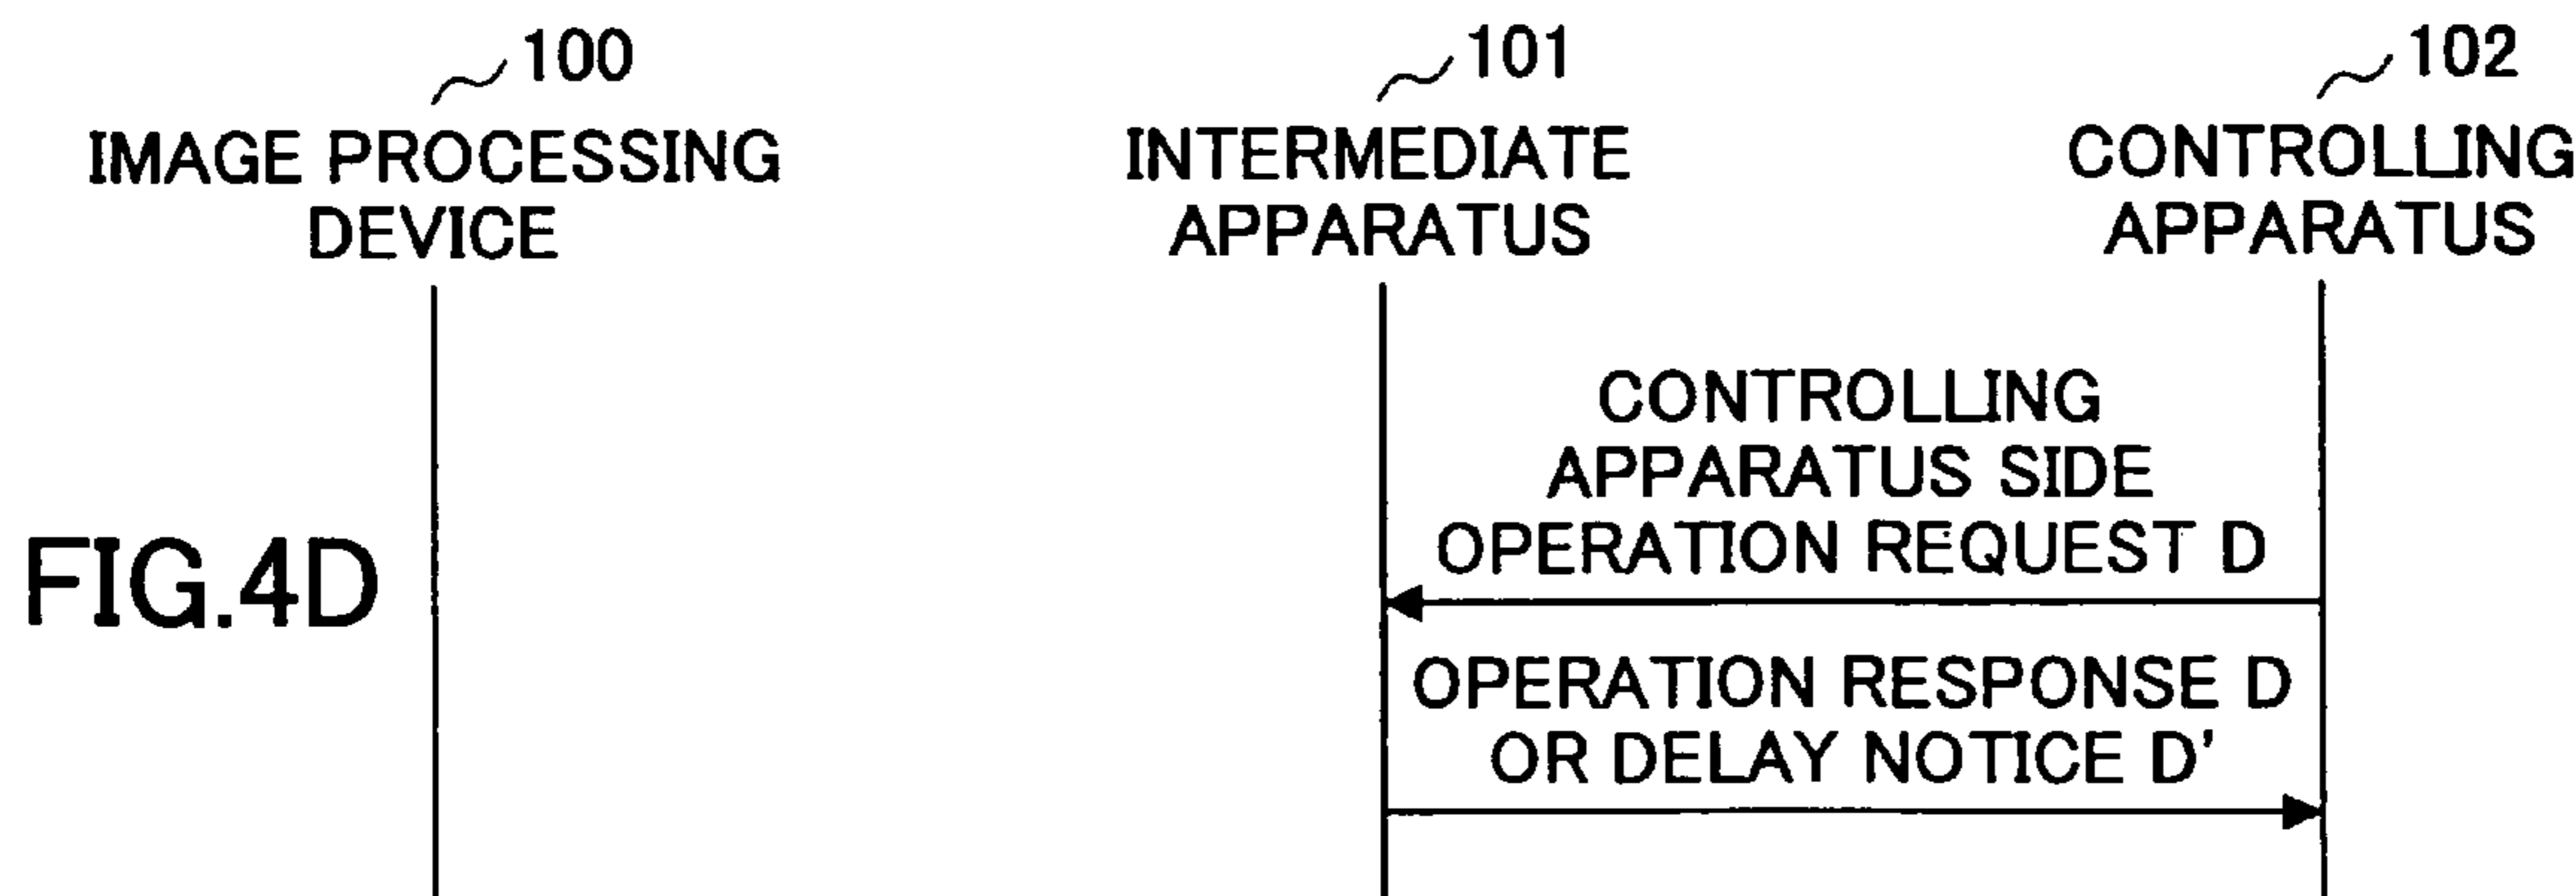 100
101
102
IMAGE PROCESSING
DEVICE
INTERMEDIATE
APPARATUS
CONTROLLING
APPARATUS
CONTROLLING
APPARATUS SIDE
OPERATION REQUEST D
FIG.4D
OPERATION RESPONSE D
OR DELAY NOTICE D'